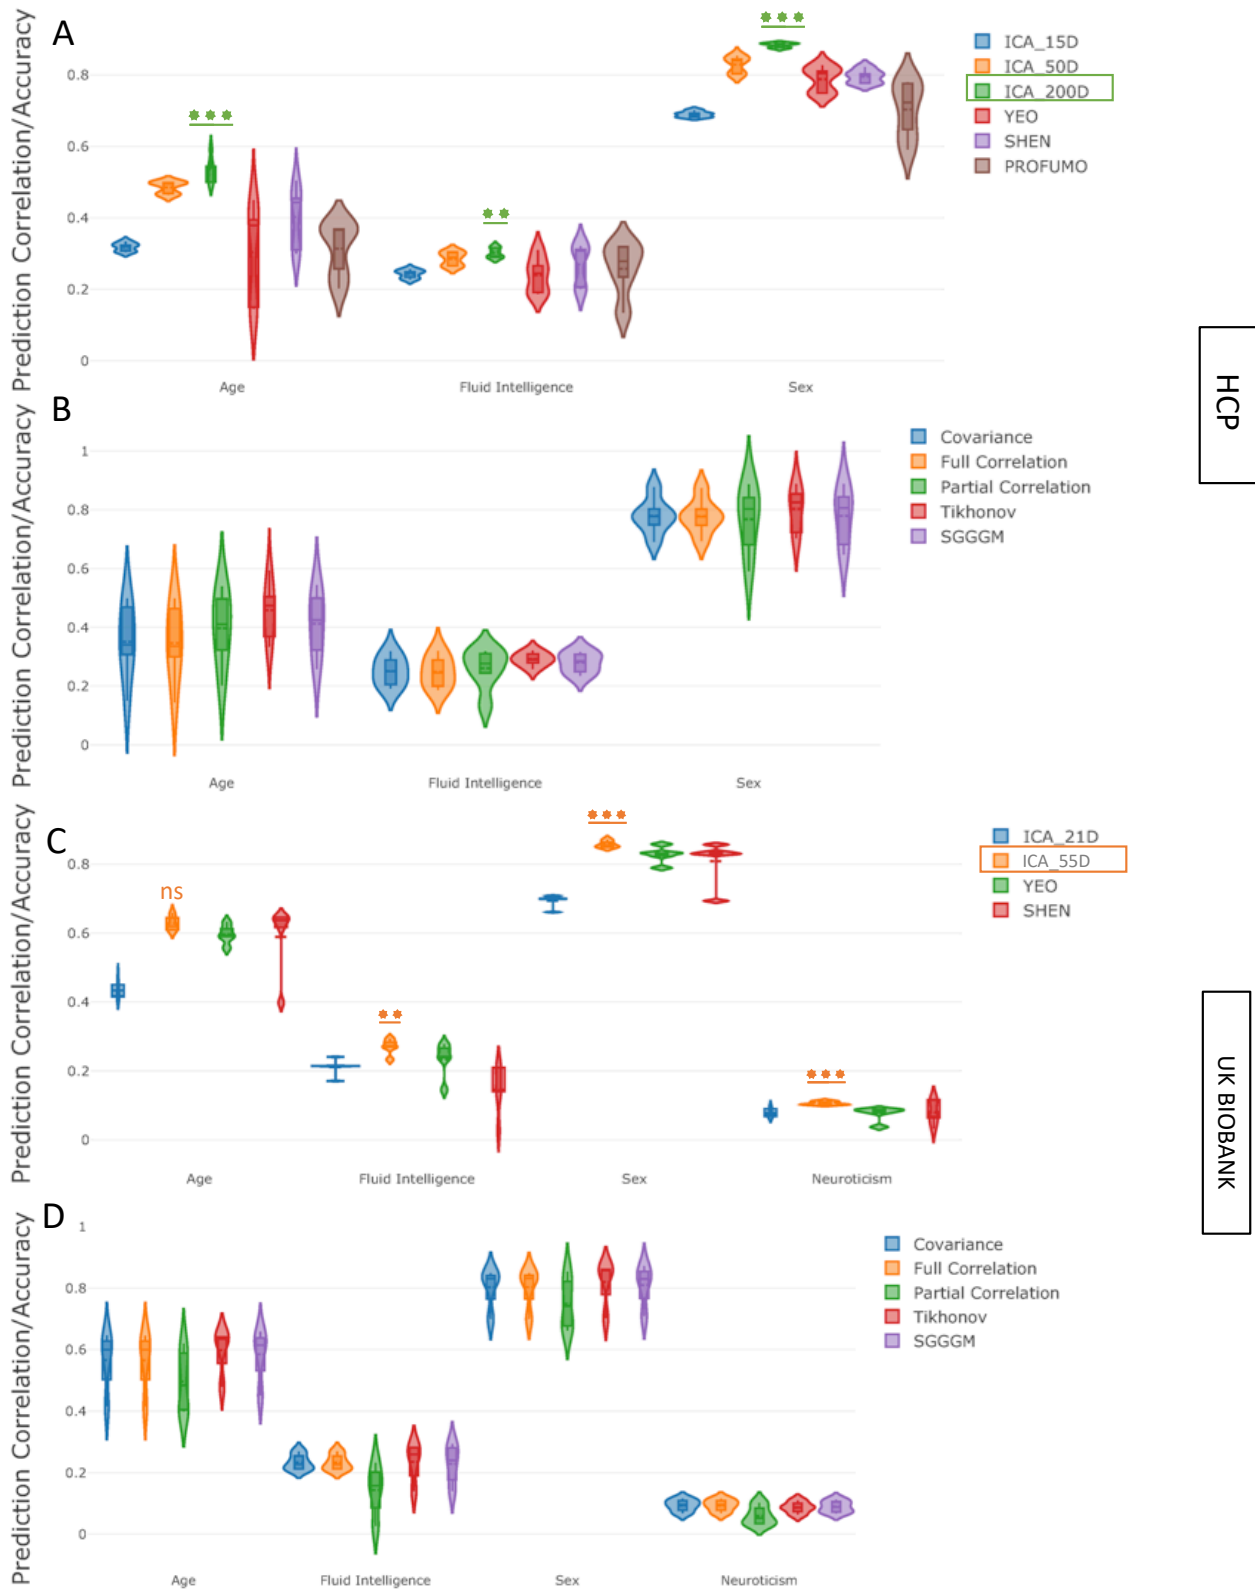 A
Prediction Correlation/Accuracy
0.8
0.6
0.4
0.2
0
***
**
***
Age
Fluid Intelligence
Sex
ICA_15D
ICA_50D
ICA_200D
YEO
SHEN
PROFUMO
HCP
B
Prediction Correlation/Accuracy
1
0.8
0.6
0.4
0.2
0
Age
Fluid Intelligence
Sex
Covariance
Full Correlation
Partial Correlation
Tikhonov
SGGGM
C
Prediction Correlation/Accuracy
0.8
0.6
0.4
0.2
0
ns
**
***
***
Age
Fluid Intelligence
Sex
Neuroticism
ICA_21D
ICA_55D
YEO
SHEN
UK BIOBANK
D
Prediction Correlation/Accuracy
1
0.8
0.6
0.4
0.2
0
Age
Fluid Intelligence
Sex
Neuroticism
Covariance
Full Correlation
Partial Correlation
Tikhonov
SGGGM